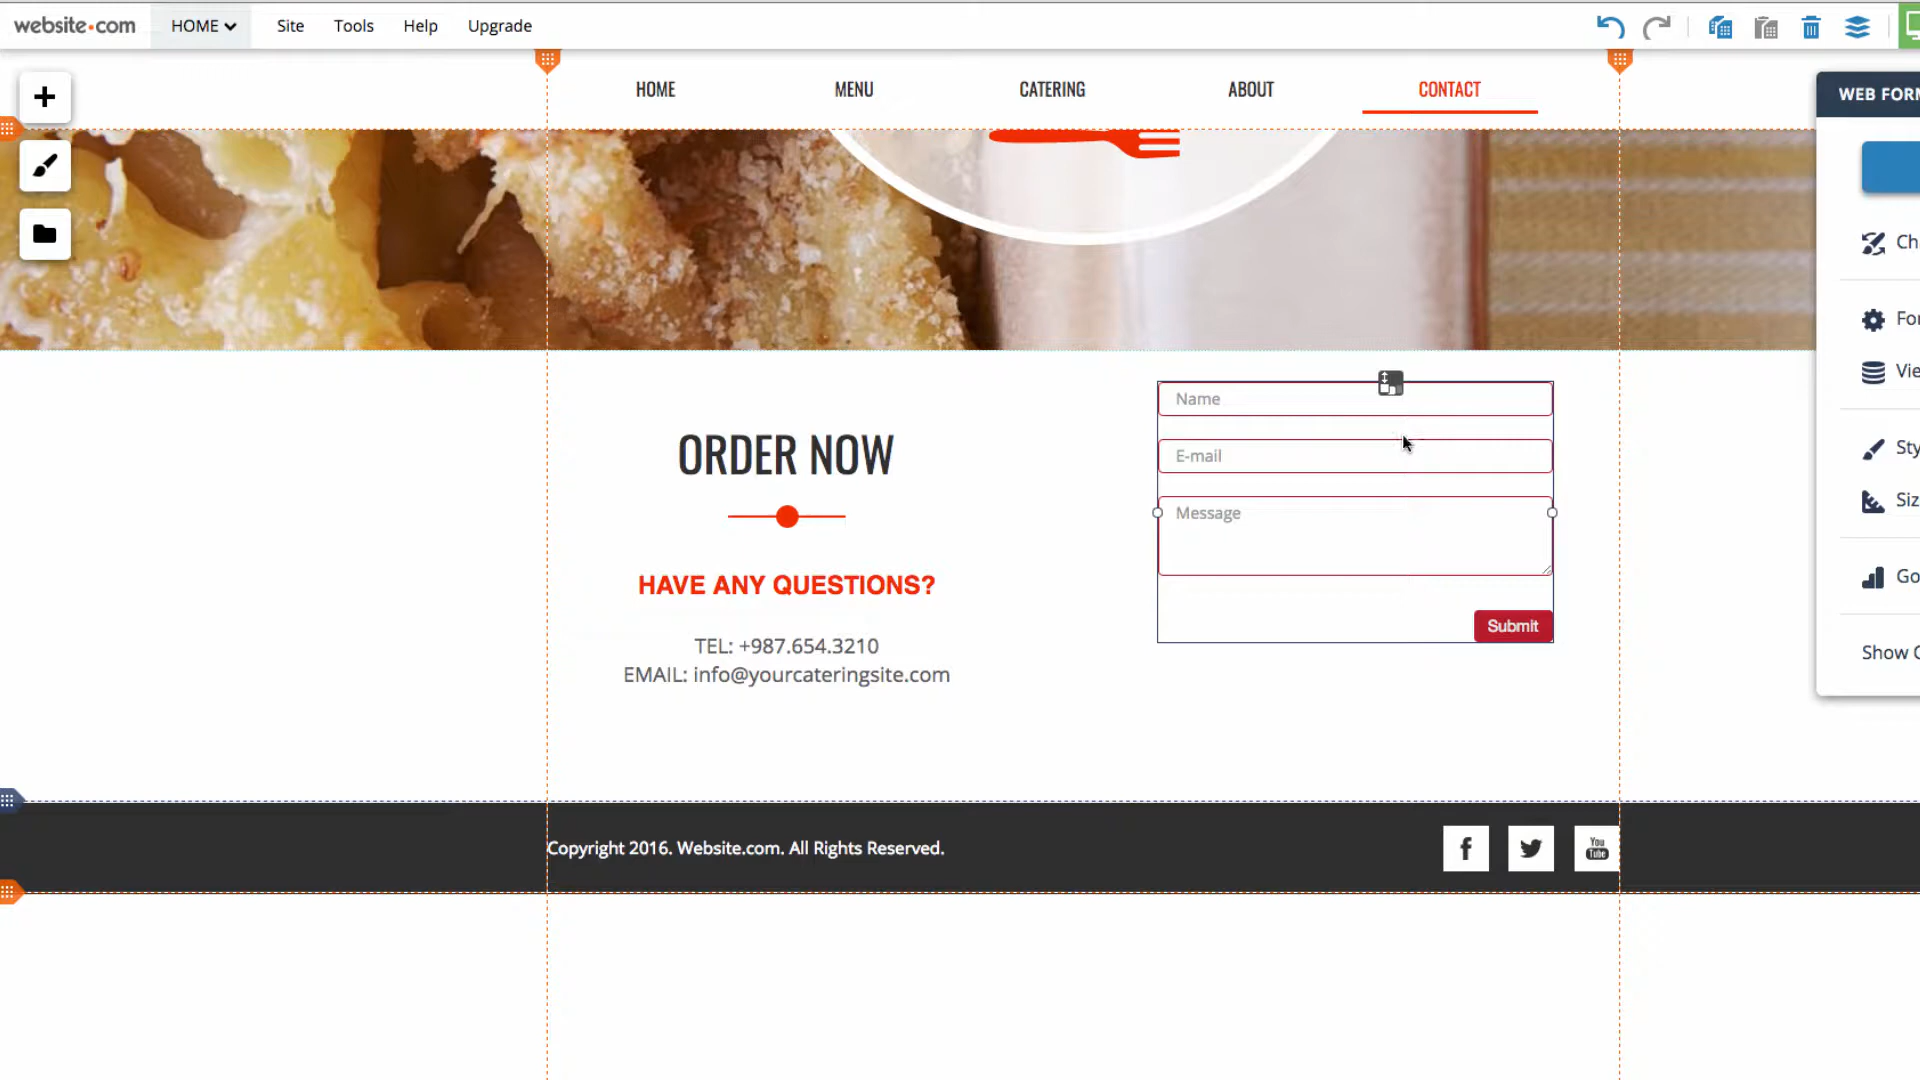 website.com
HOME
Site
Tools
Help
Upgrade
HOME
MENU
CATERING
ABOUT
CONTACT
WEB FORM
Ch
For
Vie
Sty
Siz
Go
Show
Name
E-mail
Message
Submit
ORDER NOW
HAVE ANY QUESTIONS?
TEL: +987.654.3210
EMAIL: info@yourcateringsite.com
Copyright 2016. Website.com. All Rights Reserved.
You
Tube